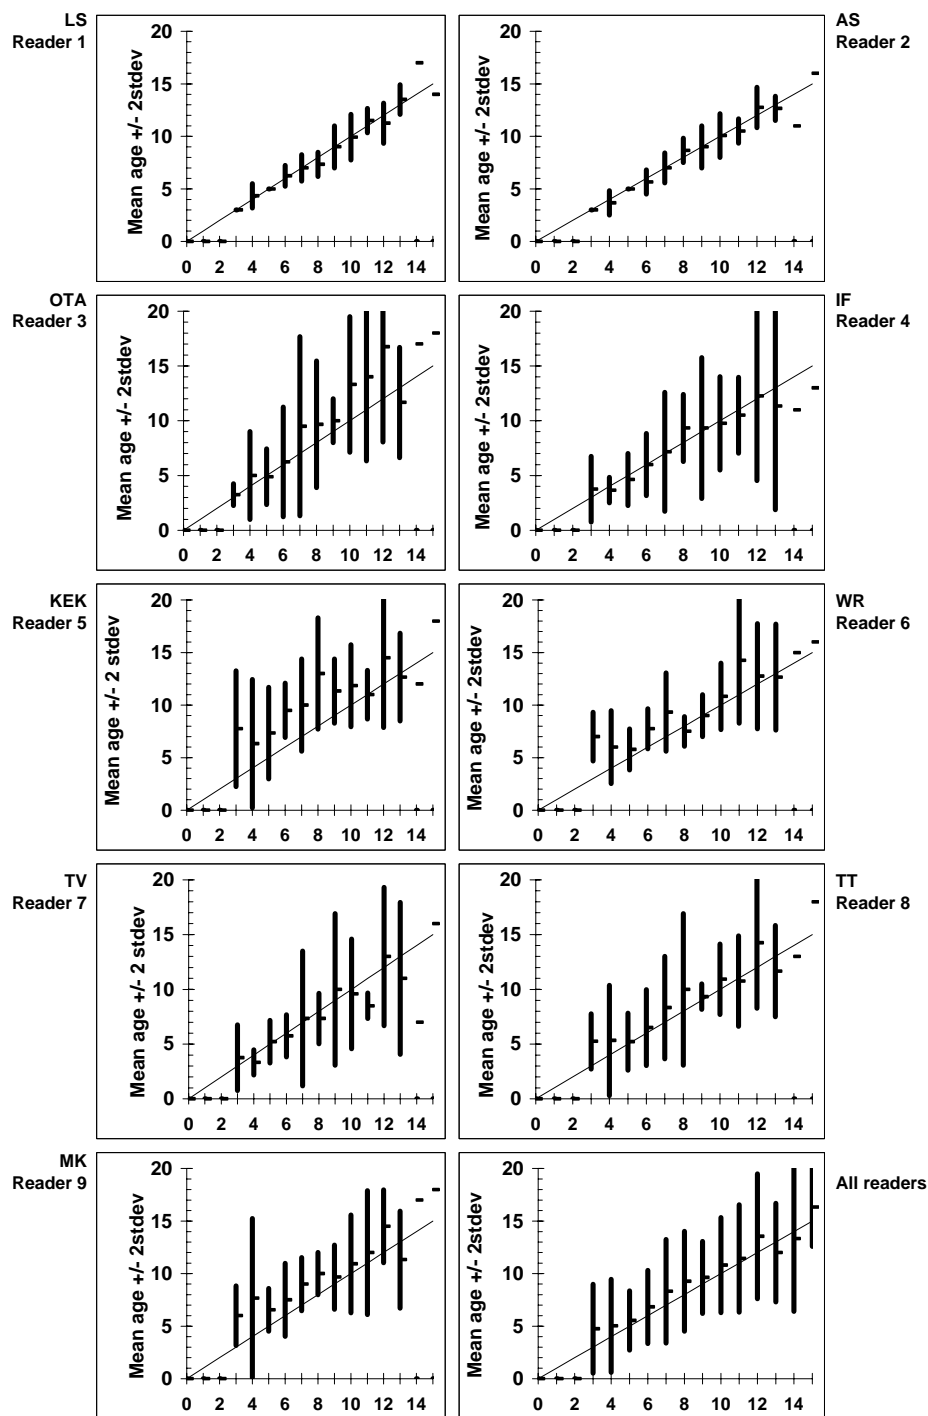 LS
Reader 1
Mean age +/- 2stdev
20
15
10
5
0
0 2 4 6 8 10 12 14
AS
Reader 2
Mean age +/- 2stdev
20
15
10
5
0
0 2 4 6 8 10 12 14
OTA
Reader 3
Mean age +/- 2stdev
20
15
10
5
0
0 2 4 6 8 10 12 14
IF
Reader 4
Mean age +/- 2stdev
20
15
10
5
0
0 2 4 6 8 10 12 14
KEK
Reader 5
Mean age +/- 2 stdev
20
15
10
5
0
0 2 4 6 8 10 12 14
WR
Reader 6
Mean age +/- 2stdev
20
15
10
5
0
0 2 4 6 8 10 12 14
TV
Reader 7
Mean age +/- 2 stdev
20
15
10
5
0
0 2 4 6 8 10 12 14
TT
Reader 8
Mean age +/- 2stdev
20
15
10
5
0
0 2 4 6 8 10 12 14
MK
Reader 9
Mean age +/- 2stdev
20
15
10
5
0
0 2 4 6 8 10 12 14
All readers
Mean age +/- 2stdev
20
15
10
5
0
0 2 4 6 8 10 12 14